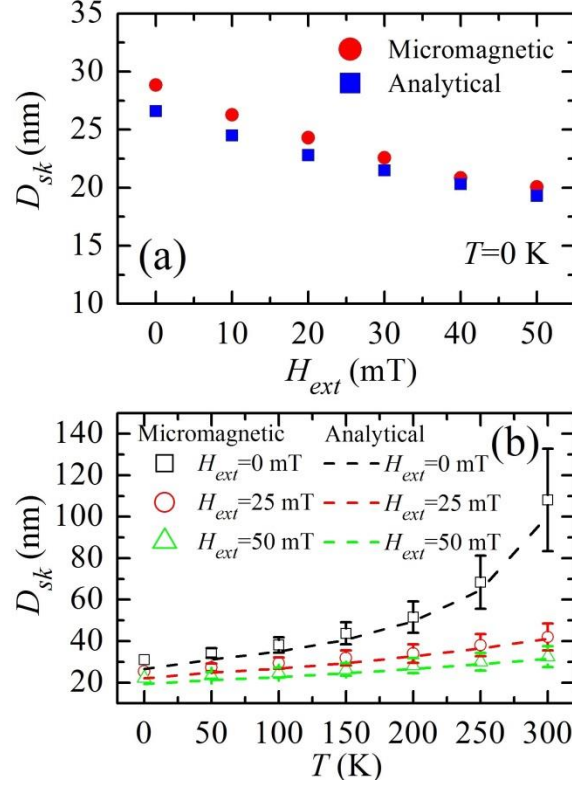 35
30
25
20
15
10
D_sk (nm)
Micromagnetic
Analytical
(a)
T=0 K
0 10 20 30 40 50
H_ext (mT)
140
120
100
80
60
40
20
D_sk (nm)
Micromagnetic Analytical
(b)
H_ext=0 mT H_ext=0 mT
H_ext=25 mT H_ext=25 mT
H_ext=50 mT H_ext=50 mT
0 50 100 150 200 250 300
T (K)